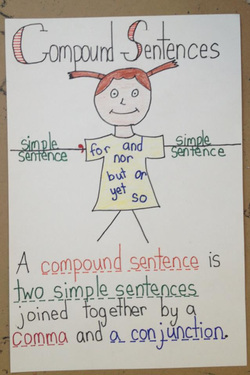 Compound Sentences
simple
sentence
,
for and
nor
but or
yet
so
simple
sentence
A compound sentence is
two simple sentences
joined together by a
comma and a conjunction.